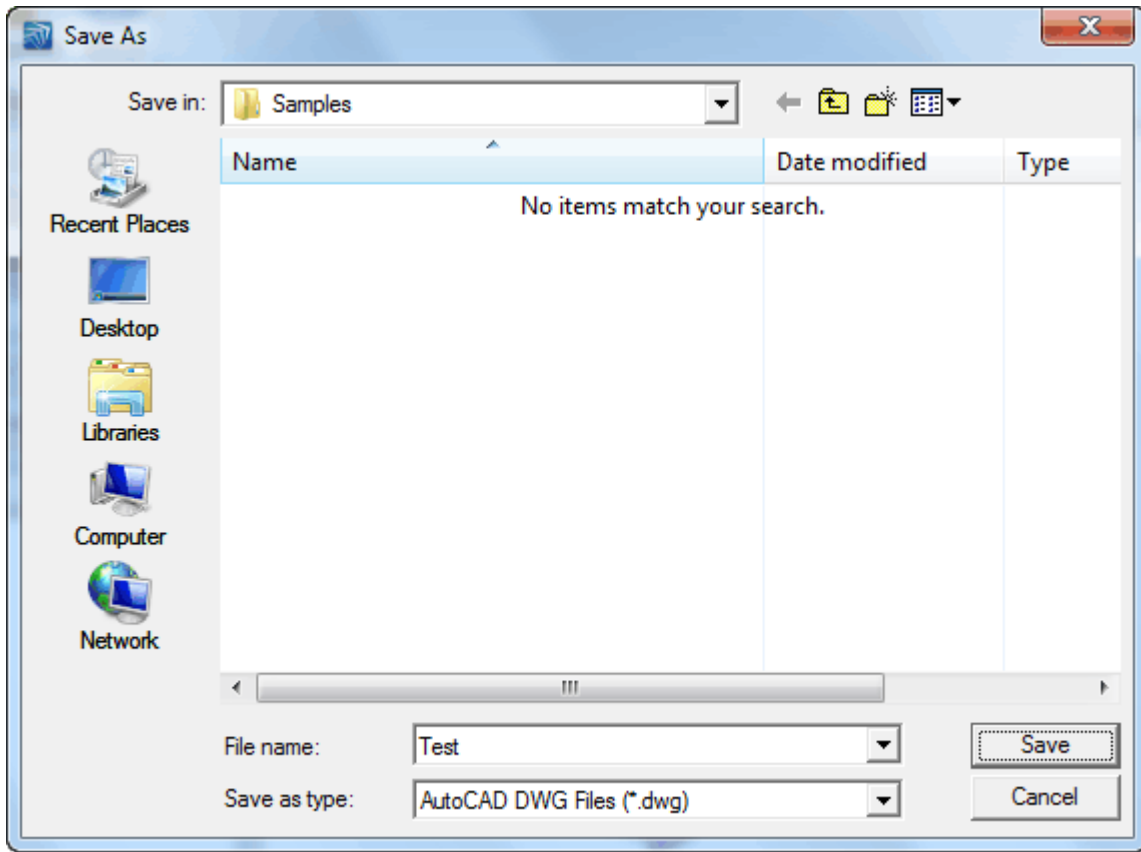 Save As
Save in: Samples
Name Date modified Type
No items match your search.
Recent Places
Desktop
Libraries
Computer
Network
File name: Test Save
Save as type: AutoCAD DWG Files (*.dwg) Cancel